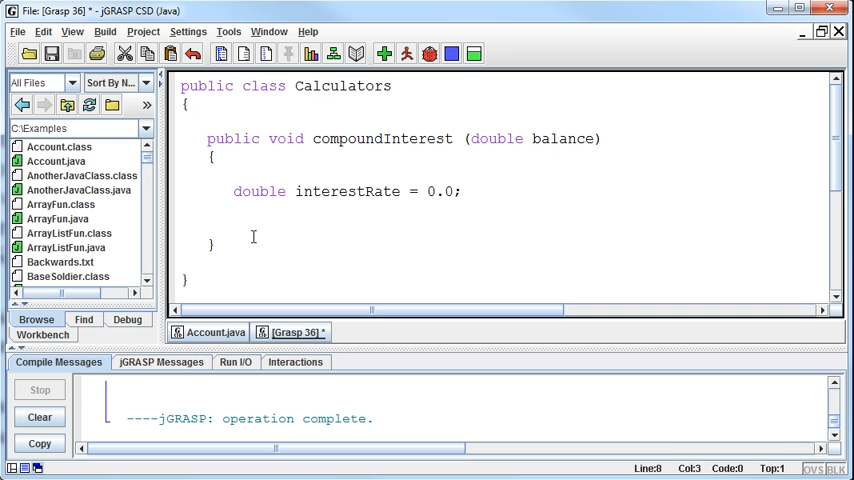 File: [Grasp 36] * - jGRASP CSD (Java)
File Edit View Build Project Settings Tools Window Help
All Files Sort By N...
C:\Examples
Account.class
Account.java
AnotherJavaClass.class
AnotherJavaClass.java
ArrayFun.class
ArrayFun.java
ArrayListFun.class
ArrayListFun.java
Backwards.txt
BaseSoldier.class
Browse Find Debug
Workbench
public class Calculators
{
public void compoundInterest (double balance)
{
double interestRate = 0.0;
}
}
Account.java [Grasp 36] *
Compile Messages jGRASP Messages Run I/O Interactions
Stop
Clear
Copy
----jGRASP: operation complete.
Line:8 Col:3 Code:0 Top:1 OVS BLK